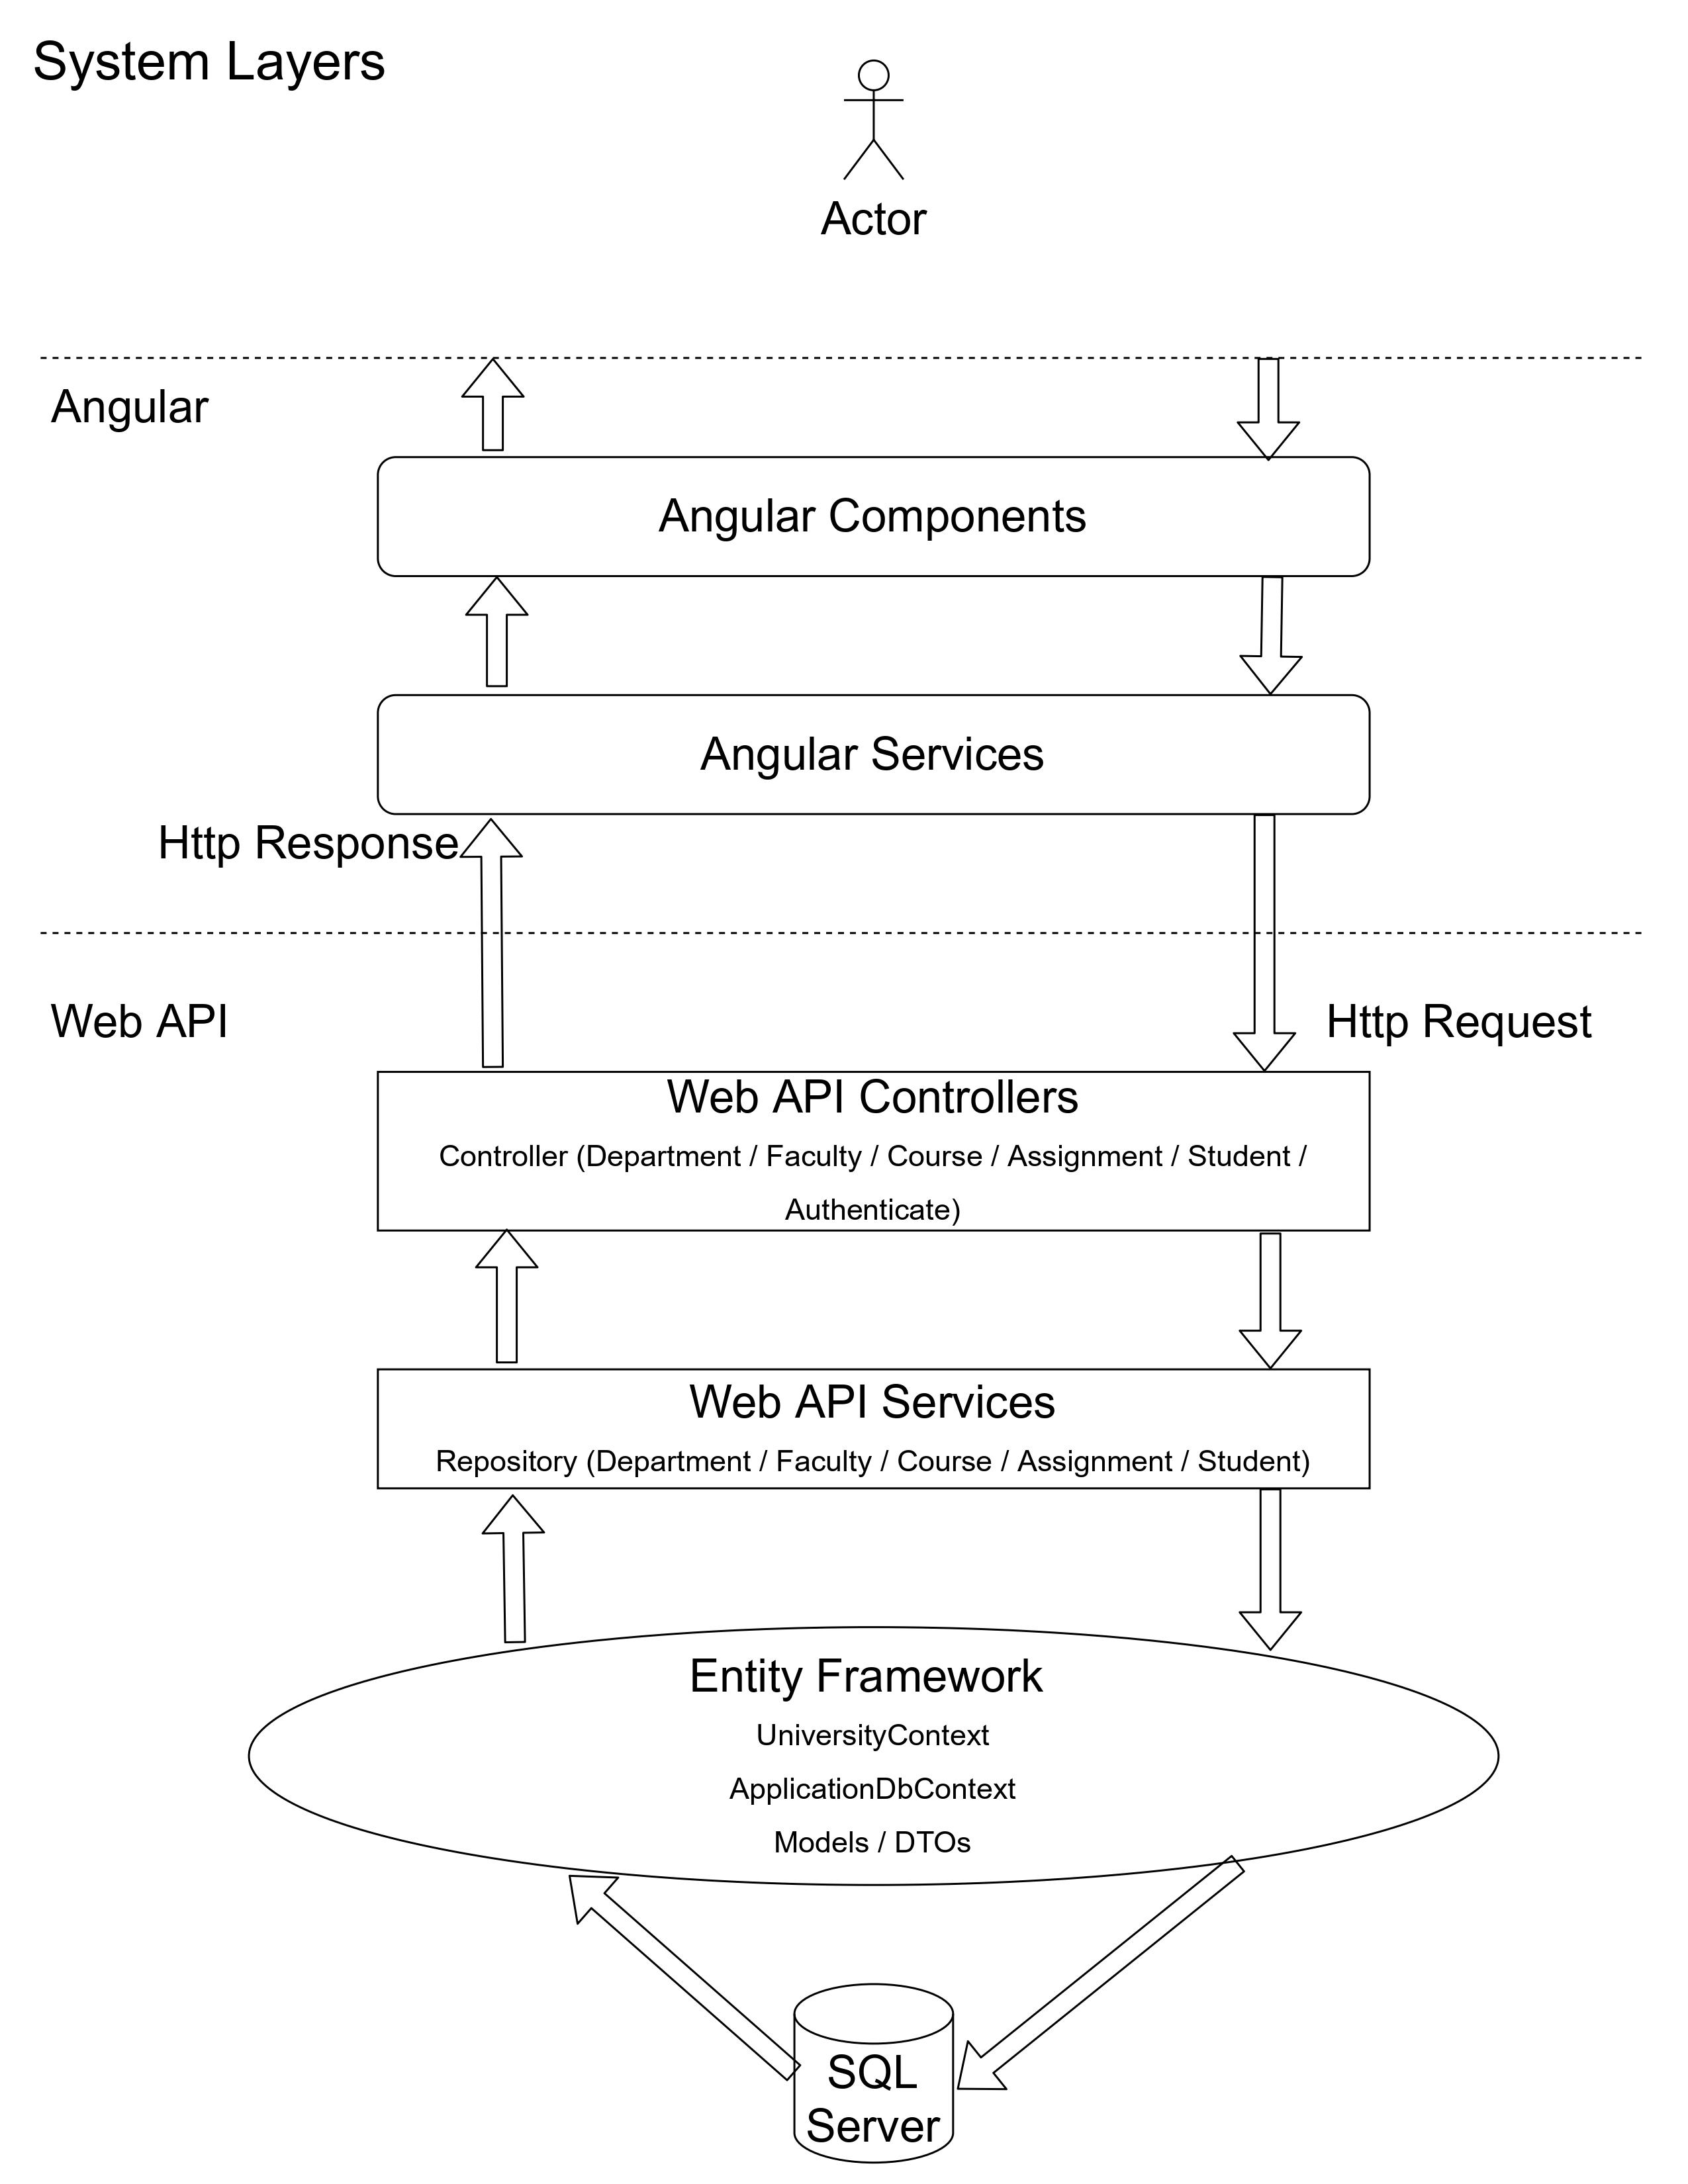 System Layers
Actor
Angular
Angular Components
Angular Services
Http Response
Web API
Http Request
Web API Controllers
Controller (Department / Faculty / Course / Assignment / Student /
Authenticate)
Web API Services
Repository (Department / Faculty / Course / Assignment / Student)
Entity Framework
UniversityContext
ApplicationDbContext
Models / DTOs
SQL
Server